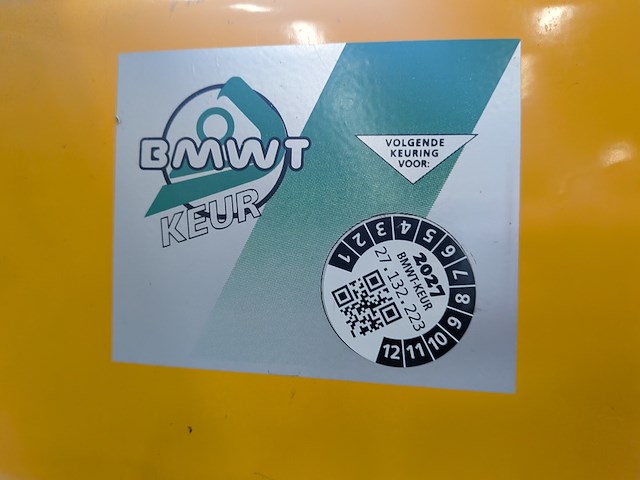 BMWT
KEUR
VOLGENDE
KEURING
VOOR:
1 2 3 4 5 6 7 8 9 10 11 12
2027
BMWT-KEUR
27.132.223